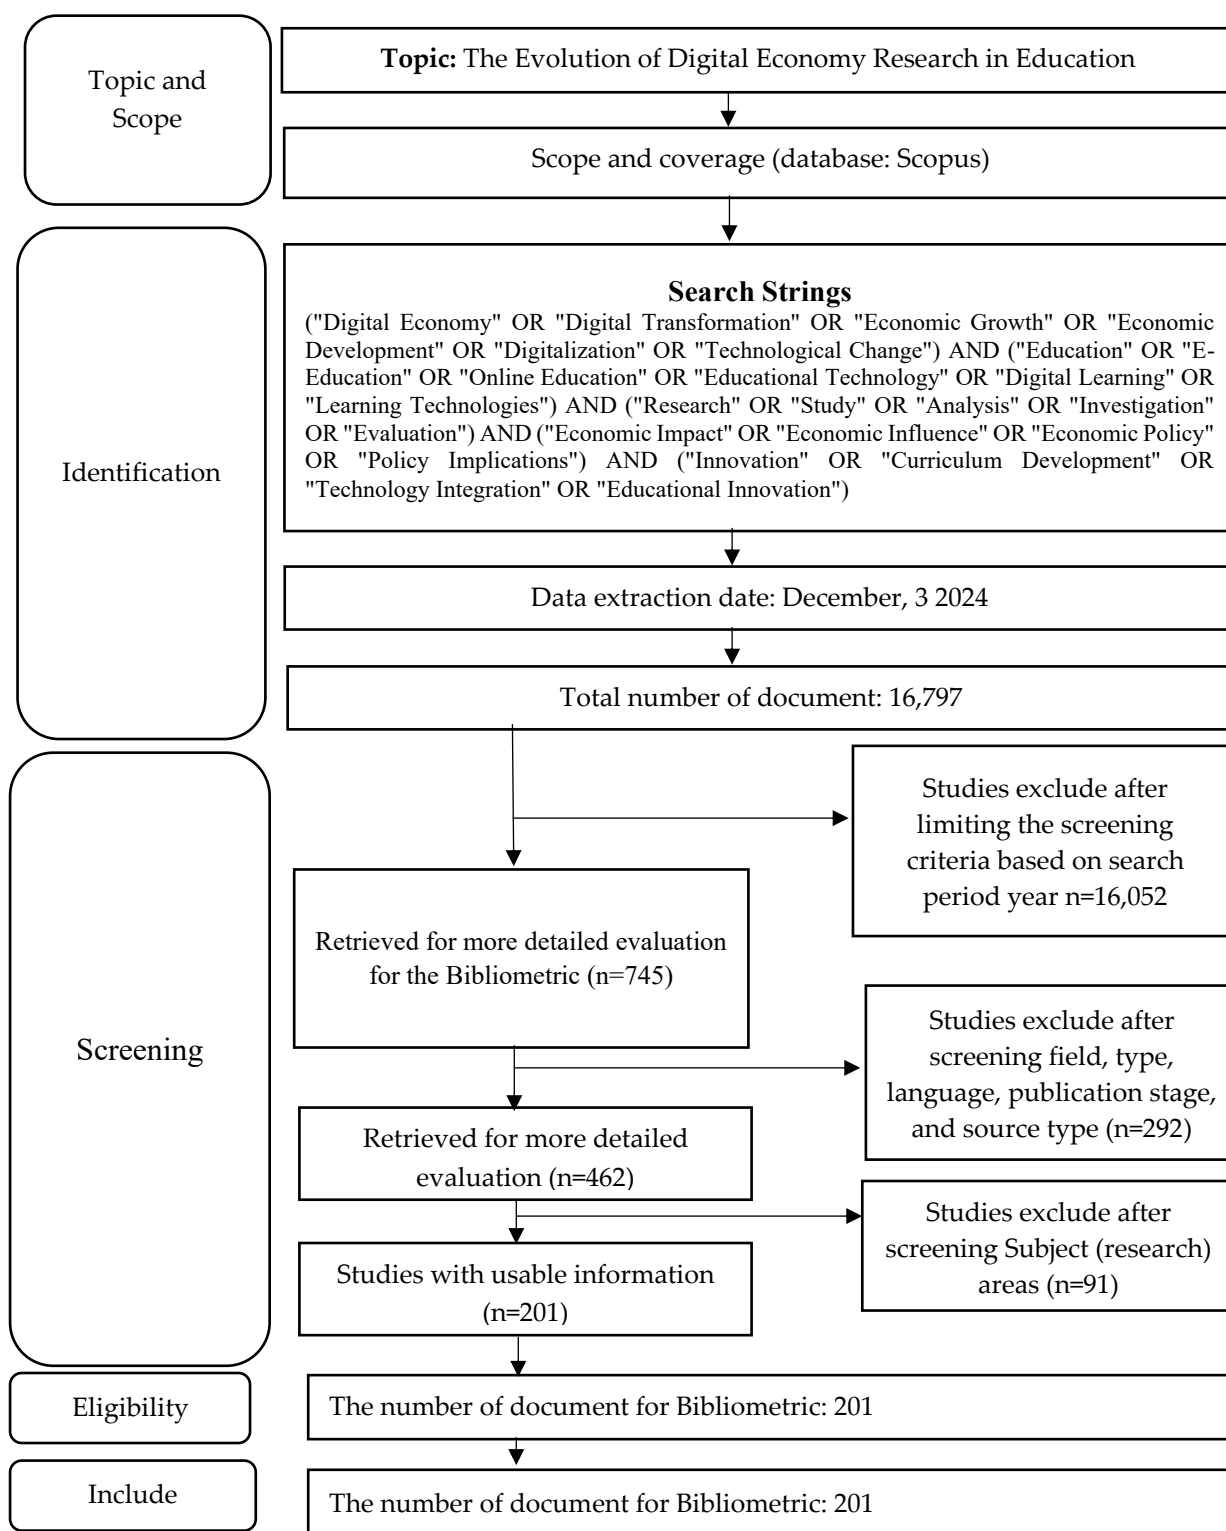 Topic and
Scope
Topic: The Evolution of Digital Economy Research in Education
Scope and coverage (database: Scopus)
Identification
Search Strings
("Digital Economy" OR "Digital Transformation" OR "Economic Growth" OR "Economic
Development" OR "Digitalization" OR "Technological Change") AND ("Education" OR "E-
Education" OR "Online Education" OR "Educational Technology" OR "Digital Learning" OR
"Learning Technologies") AND ("Research" OR "Study" OR "Analysis" OR "Investigation"
OR "Evaluation") AND ("Economic Impact" OR "Economic Influence" OR "Economic Policy"
OR "Policy Implications") AND ("Innovation" OR "Curriculum Development" OR
"Technology Integration" OR "Educational Innovation")
Data extraction date: December, 3 2024
Total number of document: 16,797
Screening
Studies exclude after
limiting the screening
criteria based on search
period year n=16,052
Retrieved for more detailed evaluation
for the Bibliometric (n=745)
Studies exclude after
screening field, type,
language, publication stage,
and source type (n=292)
Retrieved for more detailed
evaluation (n=462)
Studies exclude after
screening Subject (research)
areas (n=91)
Studies with usable information
(n=201)
Eligibility
The number of document for Bibliometric: 201
Include
The number of document for Bibliometric: 201